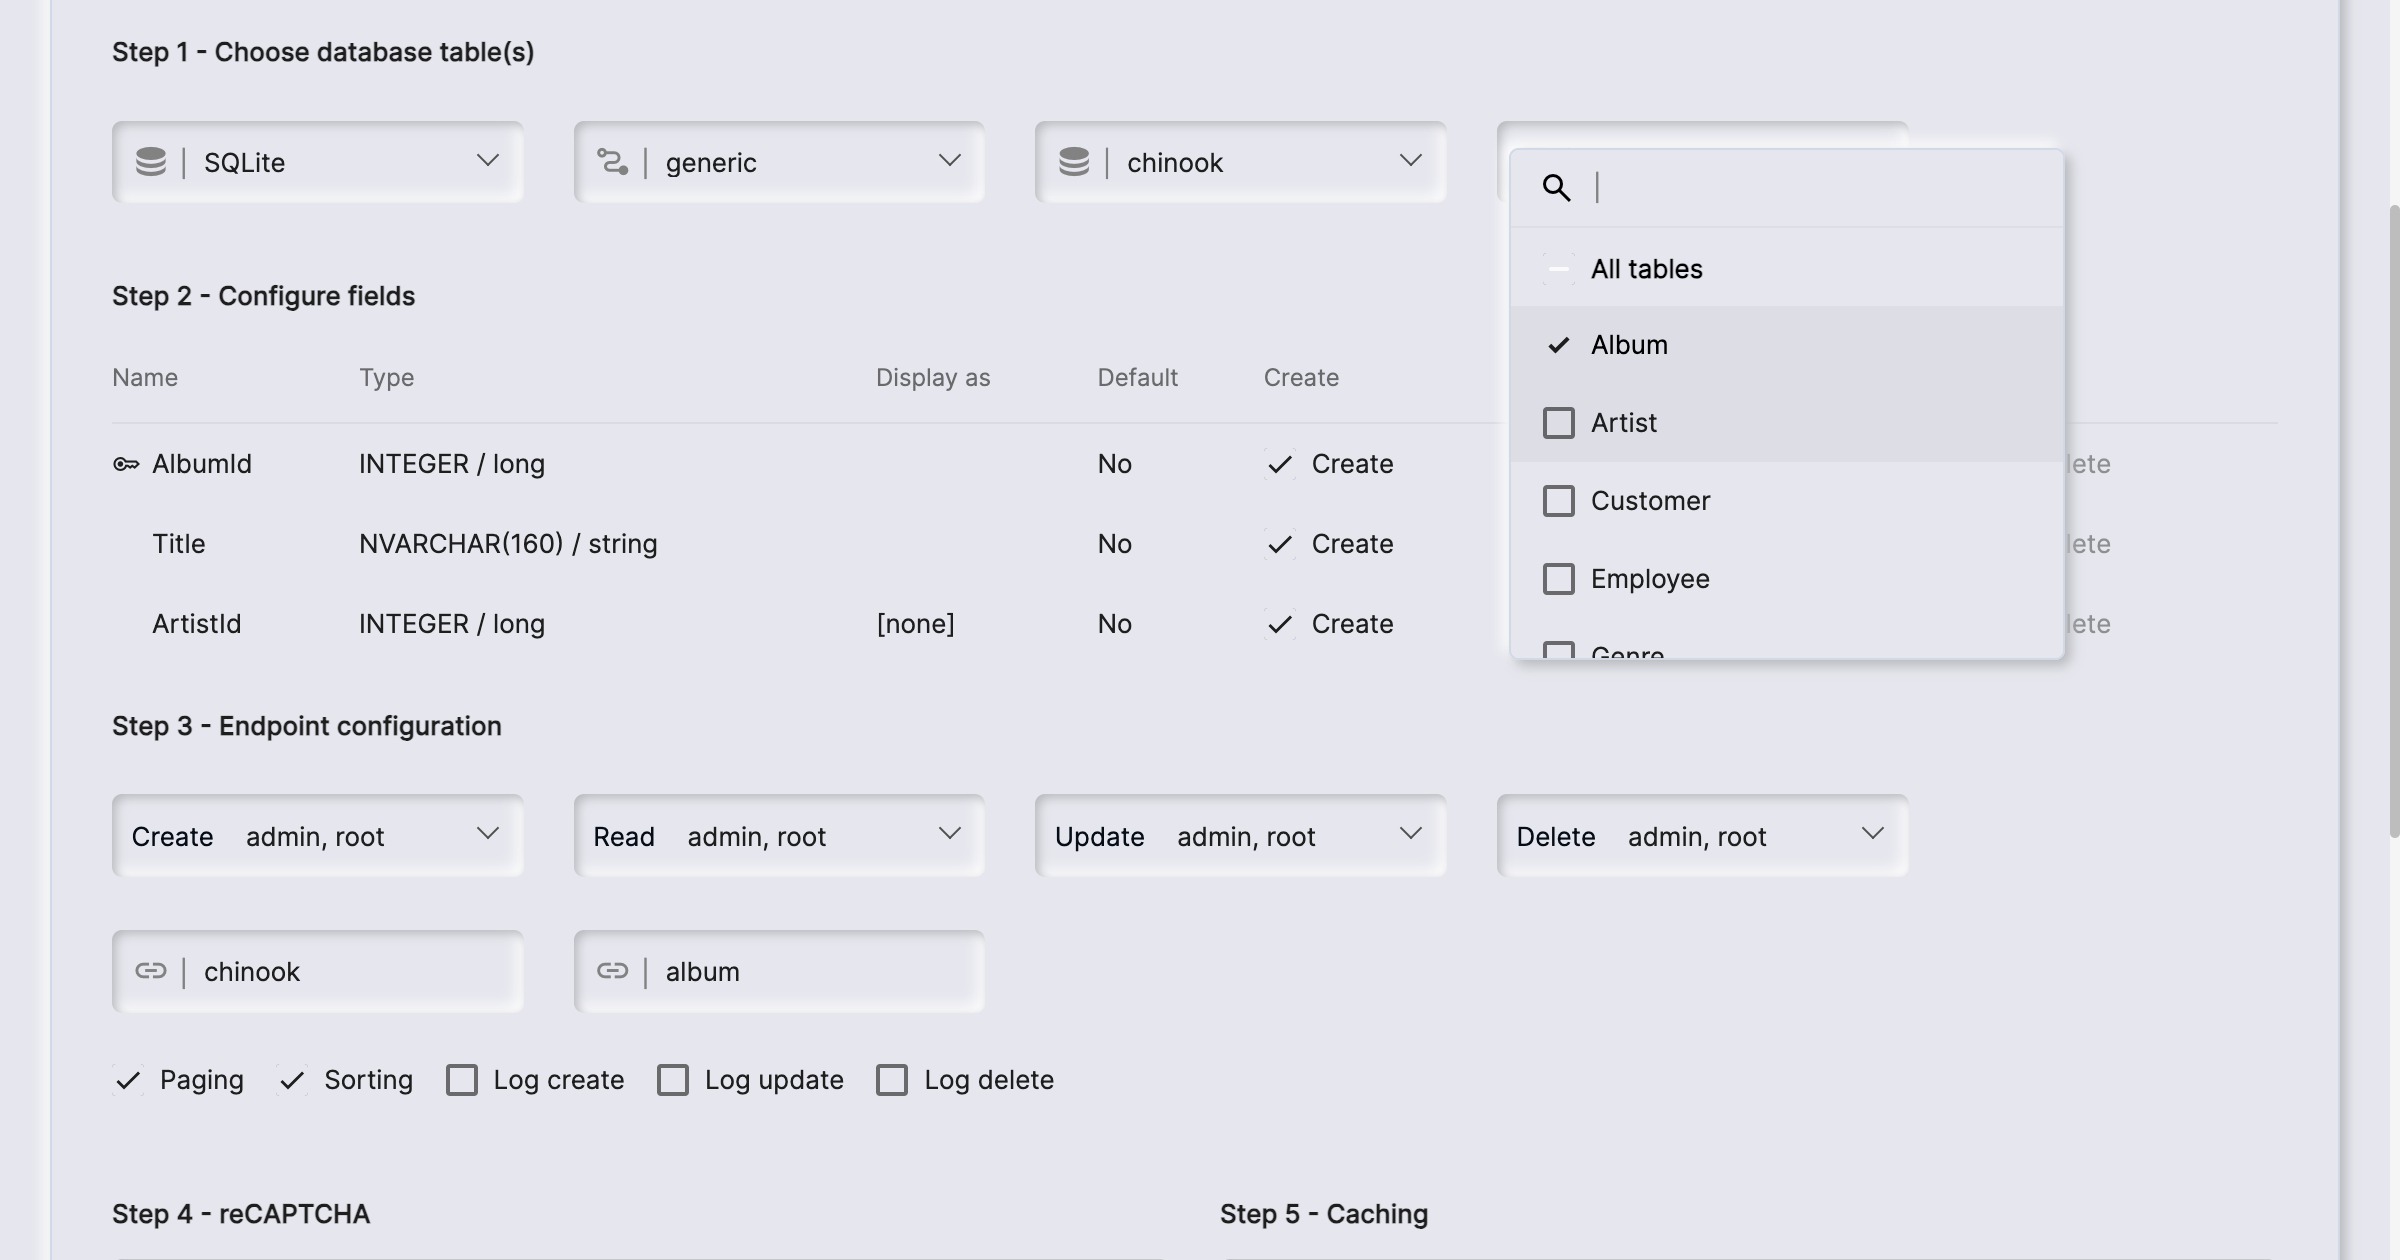 Step 1 - Choose database table(s)
SQLite generic chinook
All tables
Album
Artist
Customer
Employee
Genre
Step 2 - Configure fields
Name Type Display as Default Create
AlbumId INTEGER / long No Create lete
Title NVARCHAR(160) / string No Create lete
ArtistId INTEGER / long [none] No Create lete
Step 3 - Endpoint configuration
Create admin, root Read admin, root Update admin, root Delete admin, root
chinook album
Paging Sorting Log create Log update Log delete
Step 4 - reCAPTCHA Step 5 - Caching